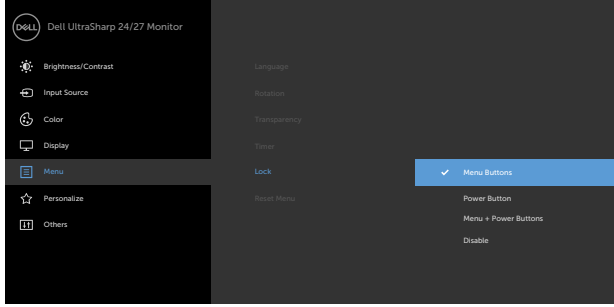 DELL
Dell UltraSharp 24/27 Monitor
Brightness/Contrast
Input Source
Color
Display
Menu
Personalize
Others
Language
Rotation
Transparency
Timer
Lock
Reset Menu
Menu Buttons
Power Button
Menu + Power Buttons
Disable